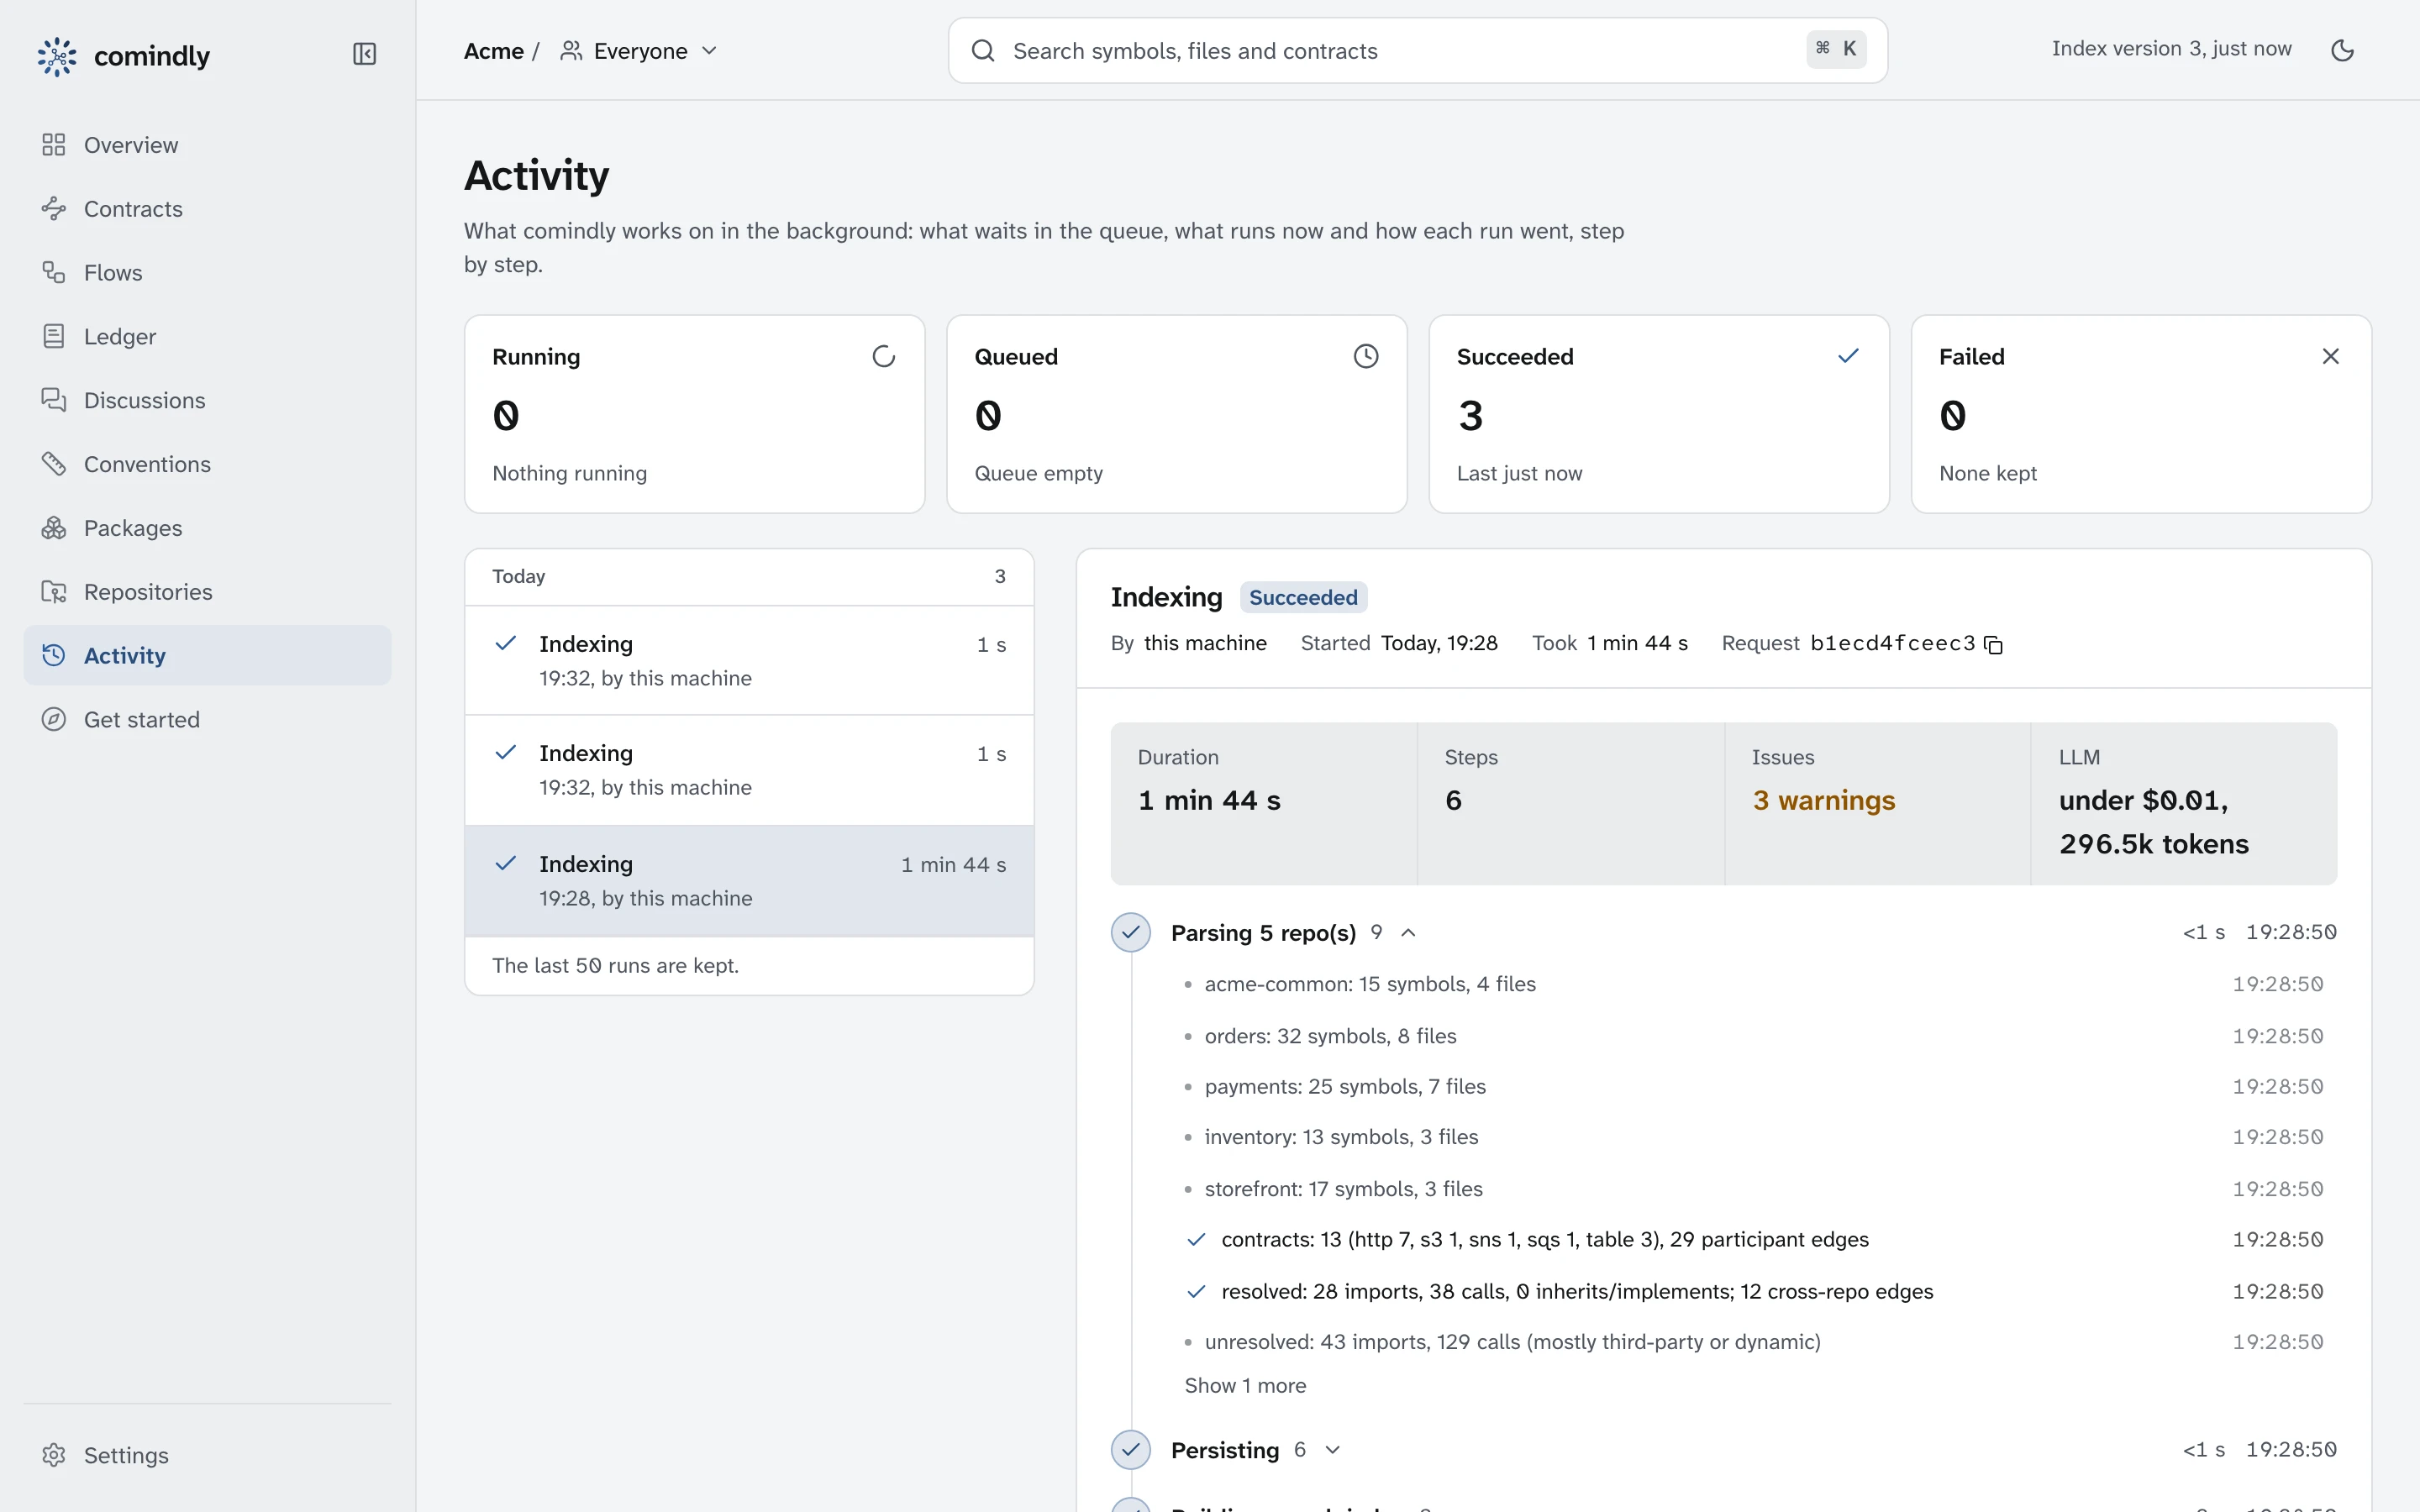 comindly
Acme / Everyone
Search symbols, files and contracts
⌘ K
Index version 3, just now
Overview
Contracts
Flows
Ledger
Discussions
Conventions
Packages
Repositories
Activity
Get started
Settings
Activity
What comindly works on in the background: what waits in the queue, what runs now and how each run went, step
by step.
Running
0
Nothing running
Queued
0
Queue empty
Succeeded
3
Last just now
Failed
0
None kept
Today 3
Indexing 1 s
19:32, by this machine
Indexing 1 s
19:32, by this machine
Indexing 1 min 44 s
19:28, by this machine
The last 50 runs are kept.
Indexing Succeeded
By this machine Started Today, 19:28 Took 1 min 44 s Request b1ecd4fceec3
Duration
1 min 44 s
Steps
6
Issues
3 warnings
LLM
under $0.01,
296.5k tokens
Parsing 5 repo(s) 9 <1 s 19:28:50
acme-common: 15 symbols, 4 files 19:28:50
orders: 32 symbols, 8 files 19:28:50
payments: 25 symbols, 7 files 19:28:50
inventory: 13 symbols, 3 files 19:28:50
storefront: 17 symbols, 3 files 19:28:50
contracts: 13 (http 7, s3 1, sns 1, sqs 1, table 3), 29 participant edges 19:28:50
resolved: 28 imports, 38 calls, 0 inherits/implements; 12 cross-repo edges 19:28:50
unresolved: 43 imports, 129 calls (mostly third-party or dynamic) 19:28:50
Show 1 more
Persisting 6 <1 s 19:28:50